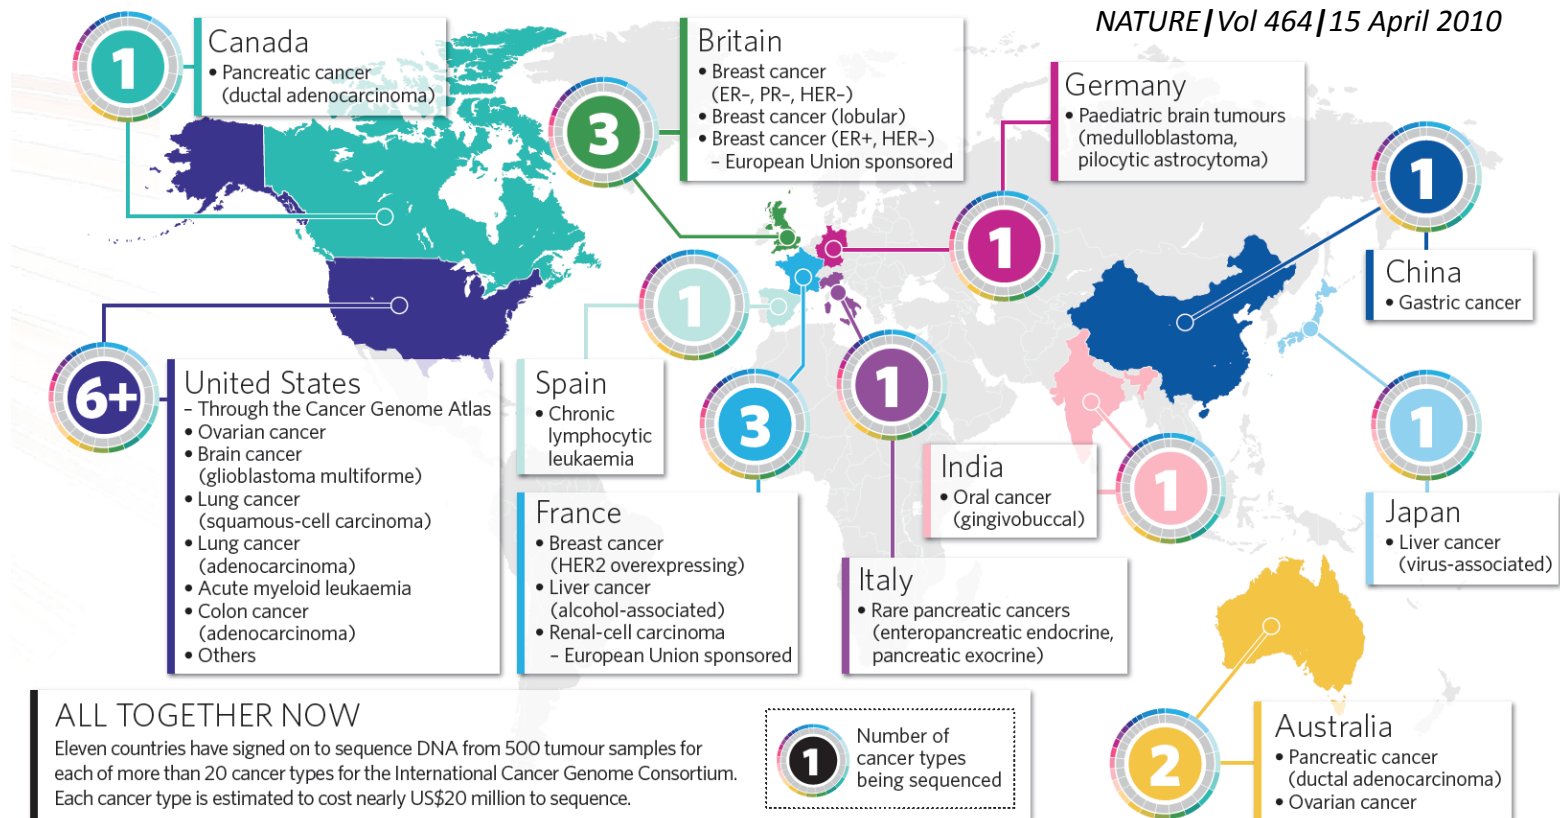 NATURE|Vol 464|15 April 2010
1
Canada
• Pancreatic cancer
(ductal adenocarcinoma)
3
Britain
• Breast cancer
(ER–, PR–, HER–)
• Breast cancer (lobular)
• Breast cancer (ER+, HER–)
– European Union sponsored
1
Germany
• Paediatric brain tumours
(medulloblastoma,
pilocytic astrocytoma)
1
China
• Gastric cancer
6+
United States
– Through the Cancer Genome Atlas
• Ovarian cancer
• Brain cancer
(glioblastoma multiforme)
• Lung cancer
(squamous-cell carcinoma)
• Lung cancer
(adenocarcinoma)
• Acute myeloid leukaemia
• Colon cancer
(adenocarcinoma)
• Others
1
Spain
• Chronic
lymphocytic
leukaemia
3
France
• Breast cancer
(HER2 overexpressing)
• Liver cancer
(alcohol-associated)
• Renal-cell carcinoma
– European Union sponsored
1
Italy
• Rare pancreatic cancers
(enteropancreatic endocrine,
pancreatic exocrine)
1
India
• Oral cancer
(gingivobuccal)
1
Japan
• Liver cancer
(virus-associated)
2
Australia
• Pancreatic cancer
(ductal adenocarcinoma)
• Ovarian cancer
ALL TOGETHER NOW
Eleven countries have signed on to sequence DNA from 500 tumour samples for
each of more than 20 cancer types for the International Cancer Genome Consortium.
Each cancer type is estimated to cost nearly US$20 million to sequence.
1
Number of
cancer types
being sequenced